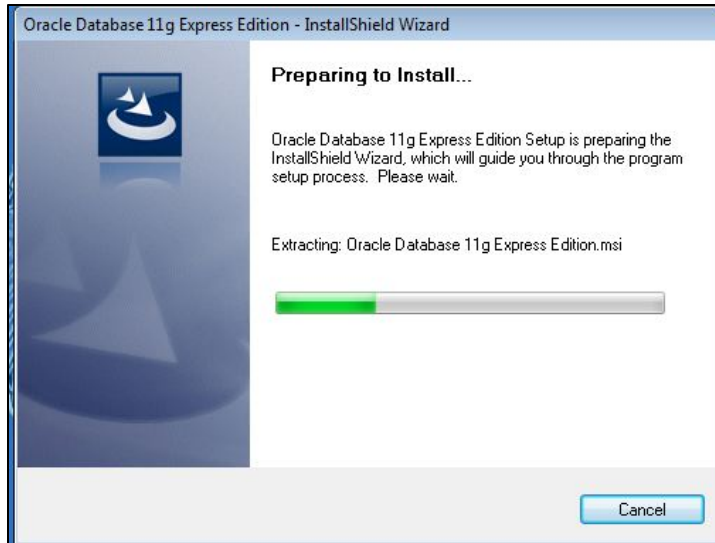 Oracle Database 11g Express Edition - InstallShield Wizard
Preparing to Install...
Oracle Database 11g Express Edition Setup is preparing the
InstallShield Wizard, which will guide you through the program
setup process.  Please wait.
Extracting: Oracle Database 11g Express Edition.msi
Cancel